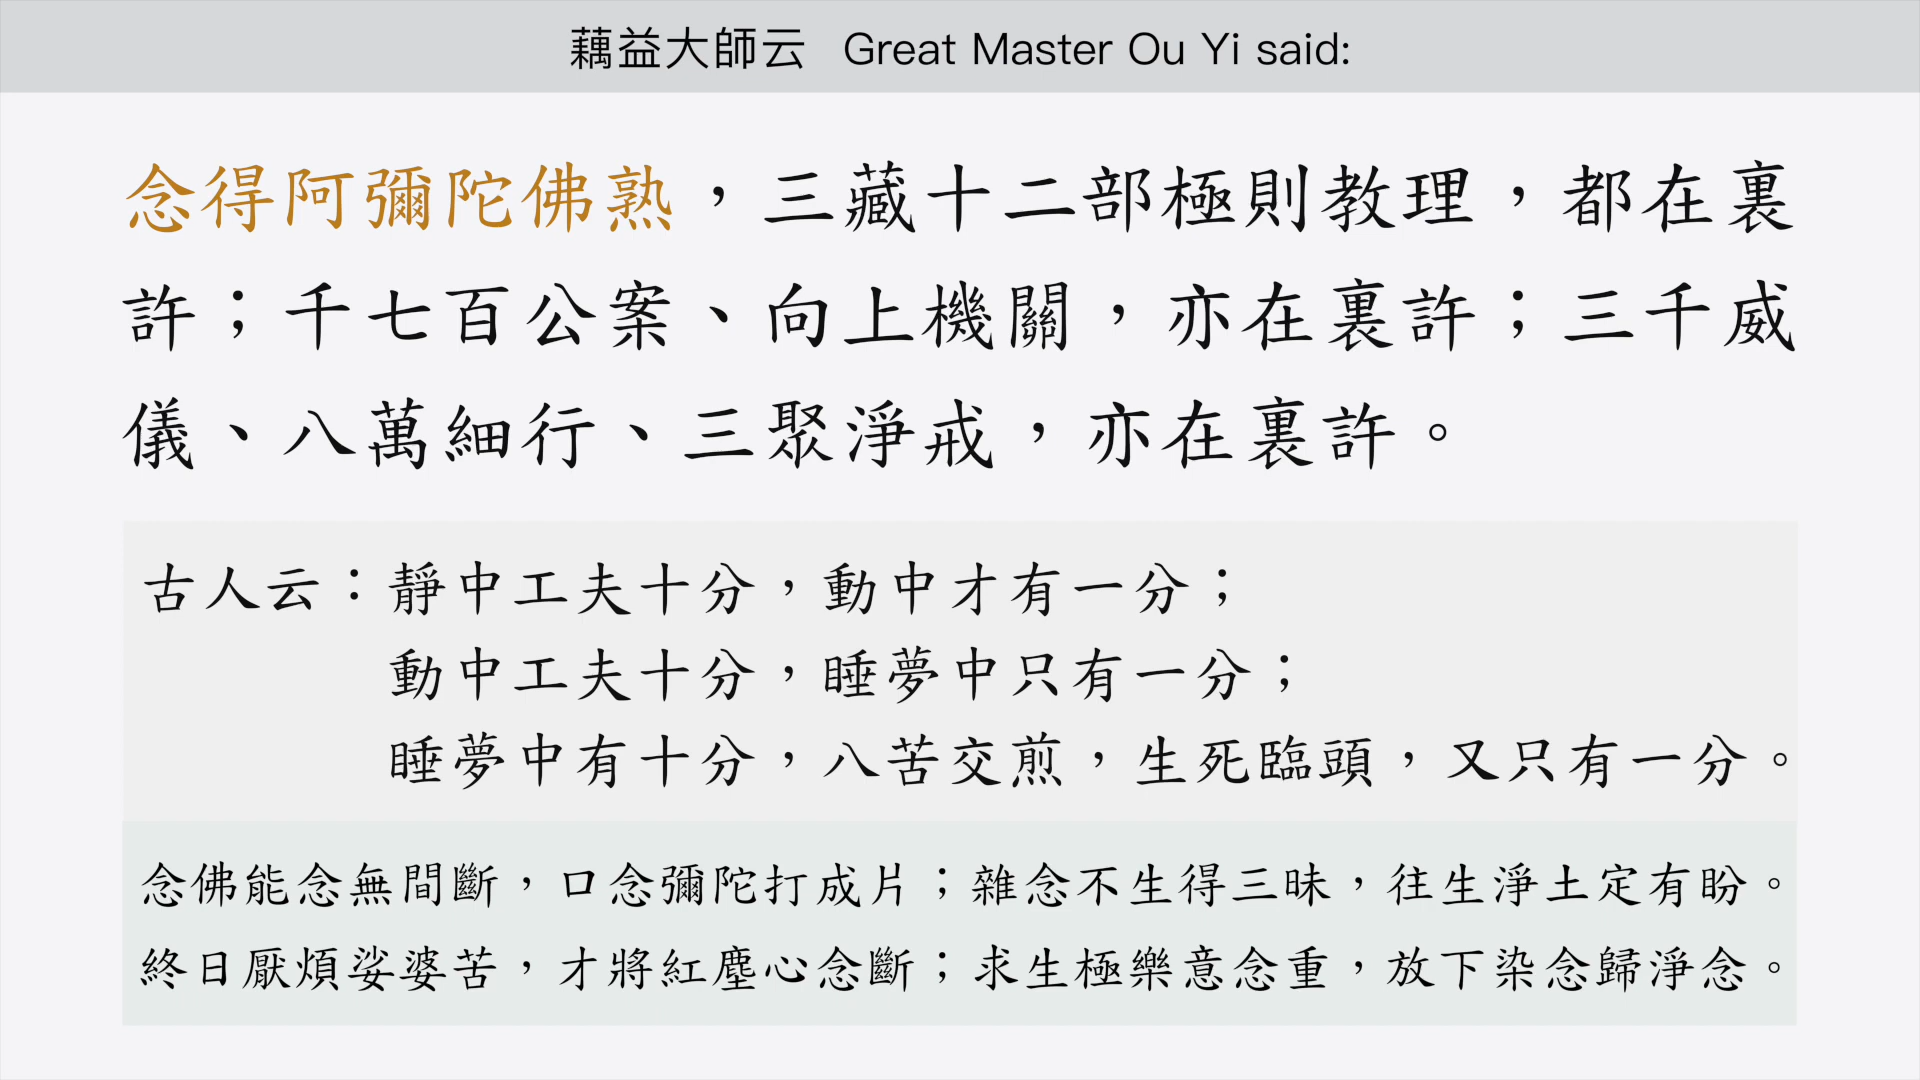 藕益大師云 Great Master Ou Yi said:
念得阿彌陀佛熟，三藏十二部極則教理，都在裏
許；千七百公案、向上機關，亦在裏許；三千威
儀、八萬細行、三聚淨戒，亦在裏許。
古人云：靜中工夫十分，動中才有一分；
動中工夫十分，睡夢中只有一分；
睡夢中有十分，八苦交煎，生死臨頭，又只有一分。
念佛能念無間斷，口念彌陀打成片；雜念不生得三昧，往生淨土定有盼。
終日厭煩娑婆苦，才將紅塵心念斷；求生極樂意念重，放下染念歸淨念。